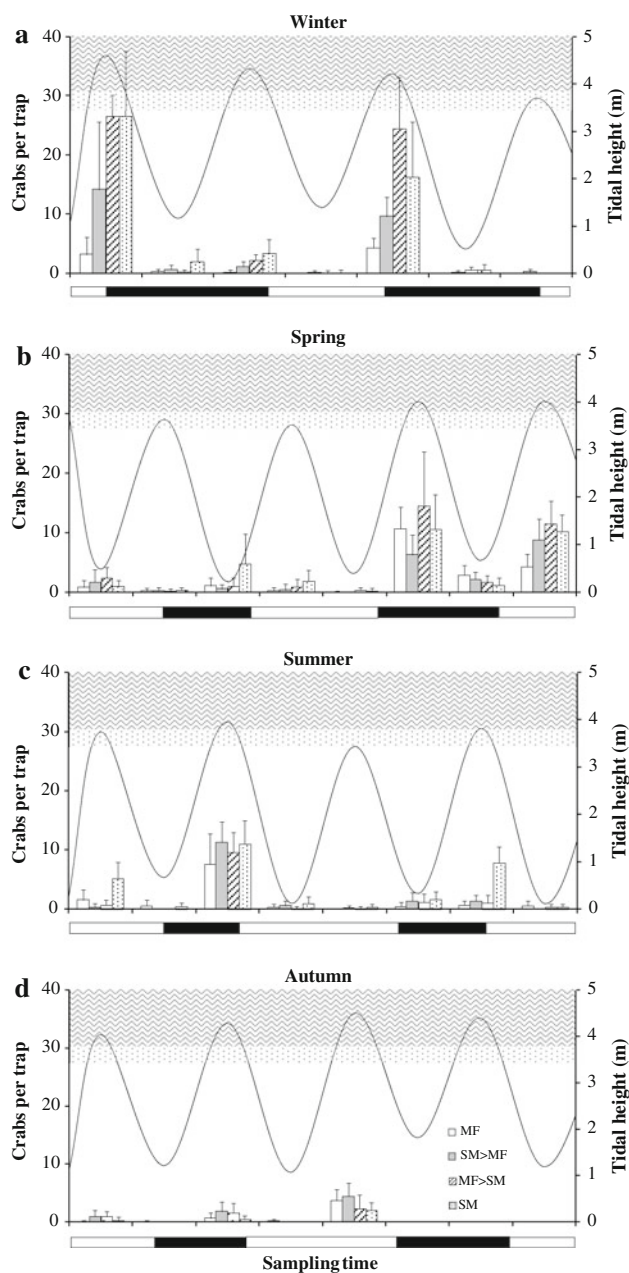 a
Winter
40
30
20
10
0
Crabs per trap
5
4
3
2
1
0
Tidal height (m)
b
Spring
40
30
20
10
0
Crabs per trap
5
4
3
2
1
0
Tidal height (m)
c
Summer
40
30
20
10
0
Crabs per trap
5
4
3
2
1
0
Tidal height (m)
d
Autumn
40
30
20
10
0
Crabs per trap
5
4
3
2
1
0
Tidal height (m)
MF
SM>MF
MF>SM
SM
Sampling time